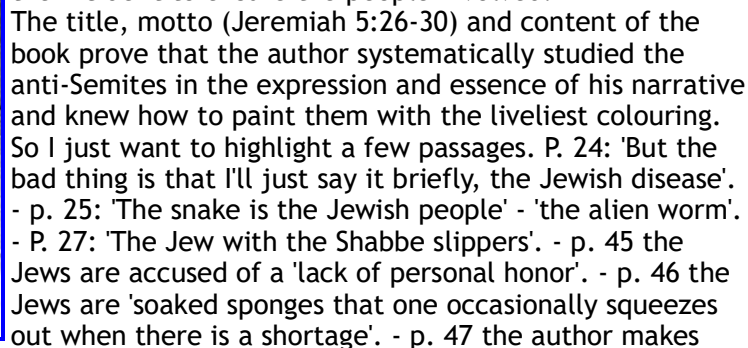 The title, motto (Jeremiah 5:26-30) and content of the
book prove that the author systematically studied the
anti-Semites in the expression and essence of his narrative
and knew how to paint them with the liveliest colouring.
So I just want to highlight a few passages. P. 24: 'But the
bad thing is that I'll just say it briefly, the Jewish disease'.
- p. 25: 'The snake is the Jewish people' - 'the alien worm'.
- P. 27: 'The Jew with the Shabbe slippers'. - p. 45 the
Jews are accused of a 'lack of personal honor'. - p. 46 the
Jews are 'soaked sponges that one occasionally squeezes
out when there is a shortage'. - p. 47 the author makes